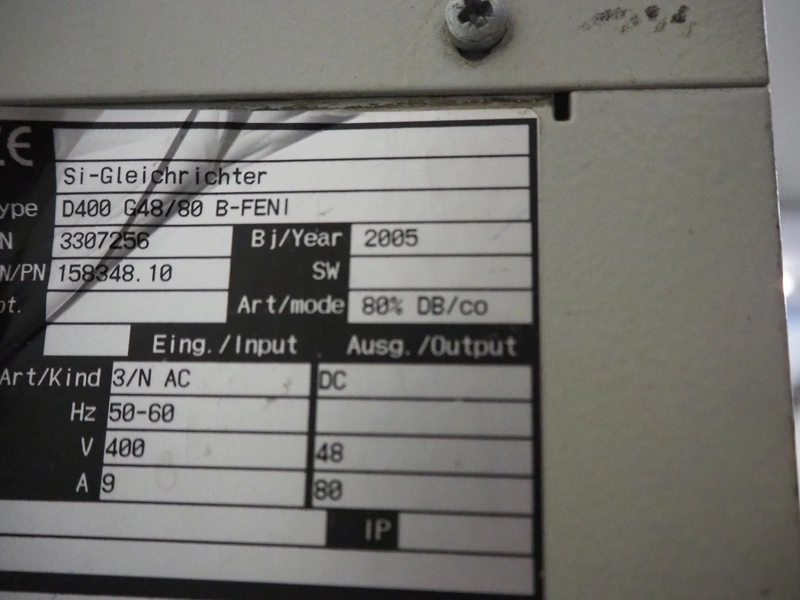 CE
Si-Gleichrichter
ype D400 G48/80 B-FENI
N 3307256 Bj/Year 2005
N/PN 158348.10 SW
pt. Art/mode 80% DB/co
Eing./Input Ausg./Output
Art/Kind 3/N AC DC
Hz 50-60
V 400 48
A 9 80
IP